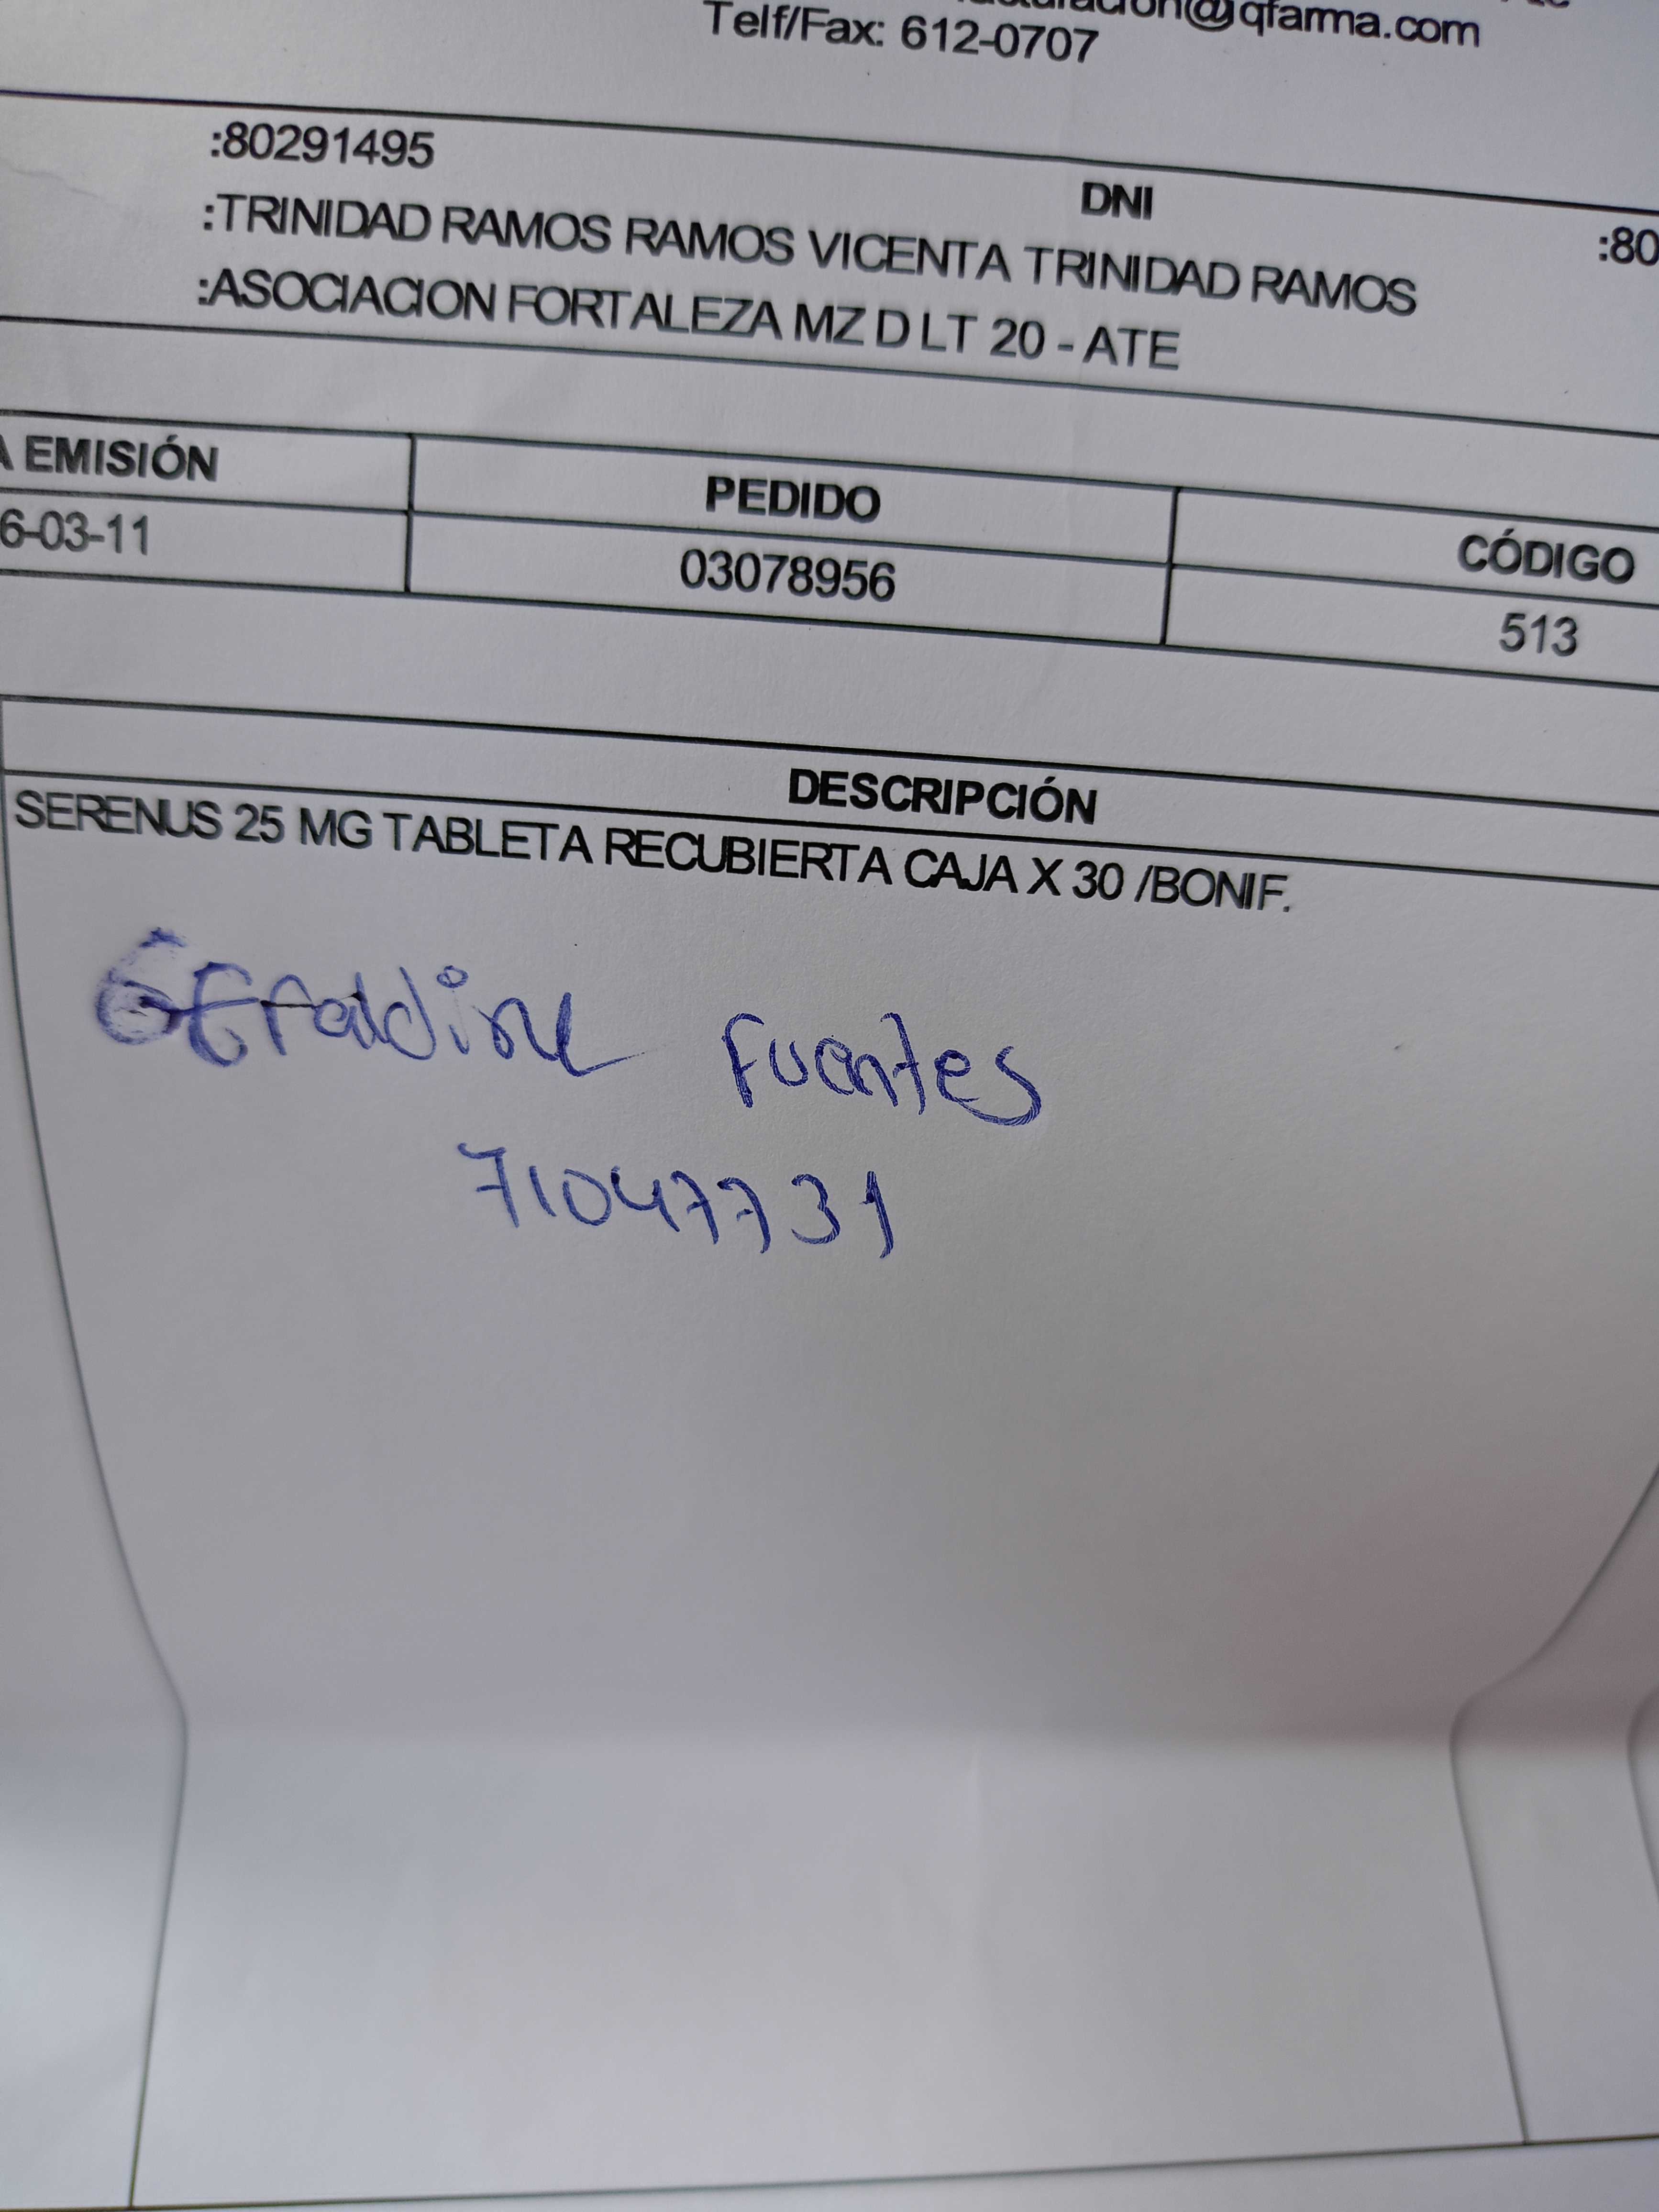 @qfarma.com
Telf/Fax: 612-0707
:80291495
DNI
:80
:TRINIDAD RAMOS RAMOS VICENTA TRINIDAD RAMOS
:ASOCIACION FORTALEZA MZ D LT 20 - ATE
EMISIÓN
PEDIDO
CÓDIGO
6-03-11
03078956
513
DESCRIPCIÓN
SERENUS 25 MG TABLETA RECUBIERTA CAJA X 30 /BONIF.
Geraldine Fuentes
71047731